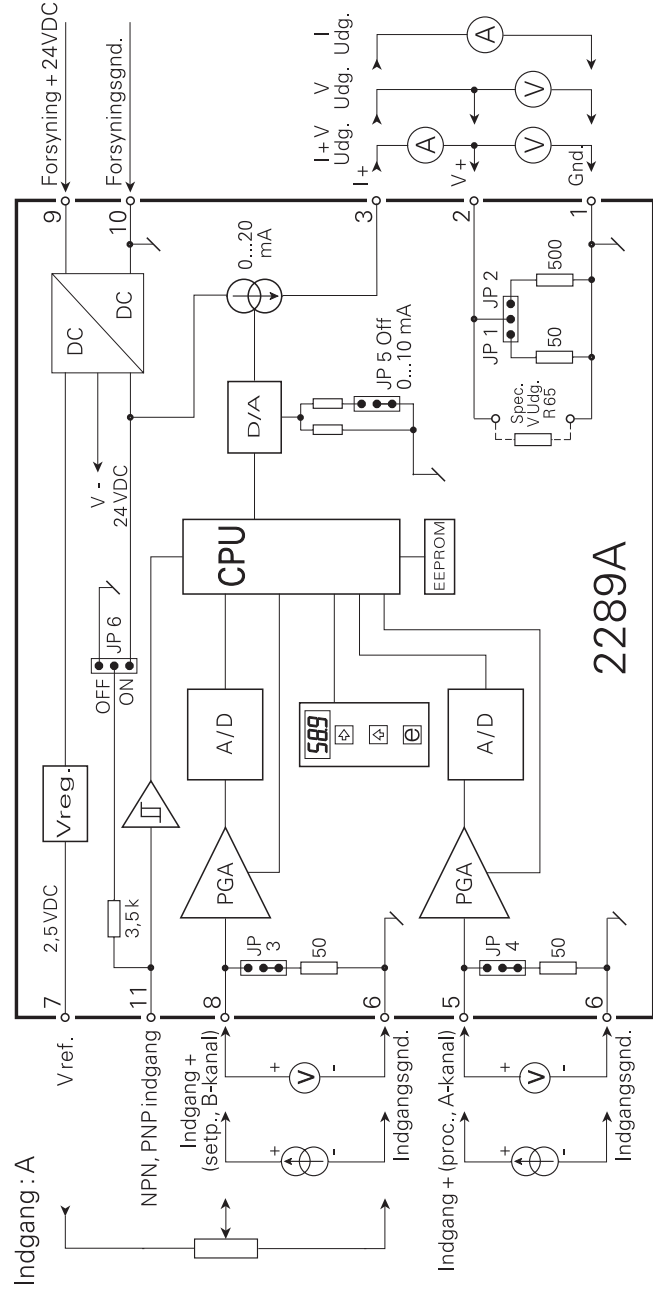 Indgang : A
Vref.
7
2,5VDC
Vreg.
NPN, PNP indgang
11
3,5k
OFF
ON
JP 6
V -
24VDC
DC
DC
9
Forsyning + 24VDC
10
Forsyningsgnd.
Indgang +
(setp., B-kanal)
8
+
V
-
+
-
Indgangsgnd.
6
JP
3
50
PGA
A/D
CPU
D/A
0...20
mA
JP 5 Off
0...10 mA
EEPROM
58.9
e
Indgang + (proc., A-kanal)
5
+
V
-
+
-
Indgangsgnd.
6
JP
4
50
PGA
A/D
3
I+
2
V+
1
Gnd.
I+V
Udg.
V
Udg.
I
Udg.
A
V
V
A
JP 1
JP 2
50
500
Spec.
V Udg.
R 65
2289A